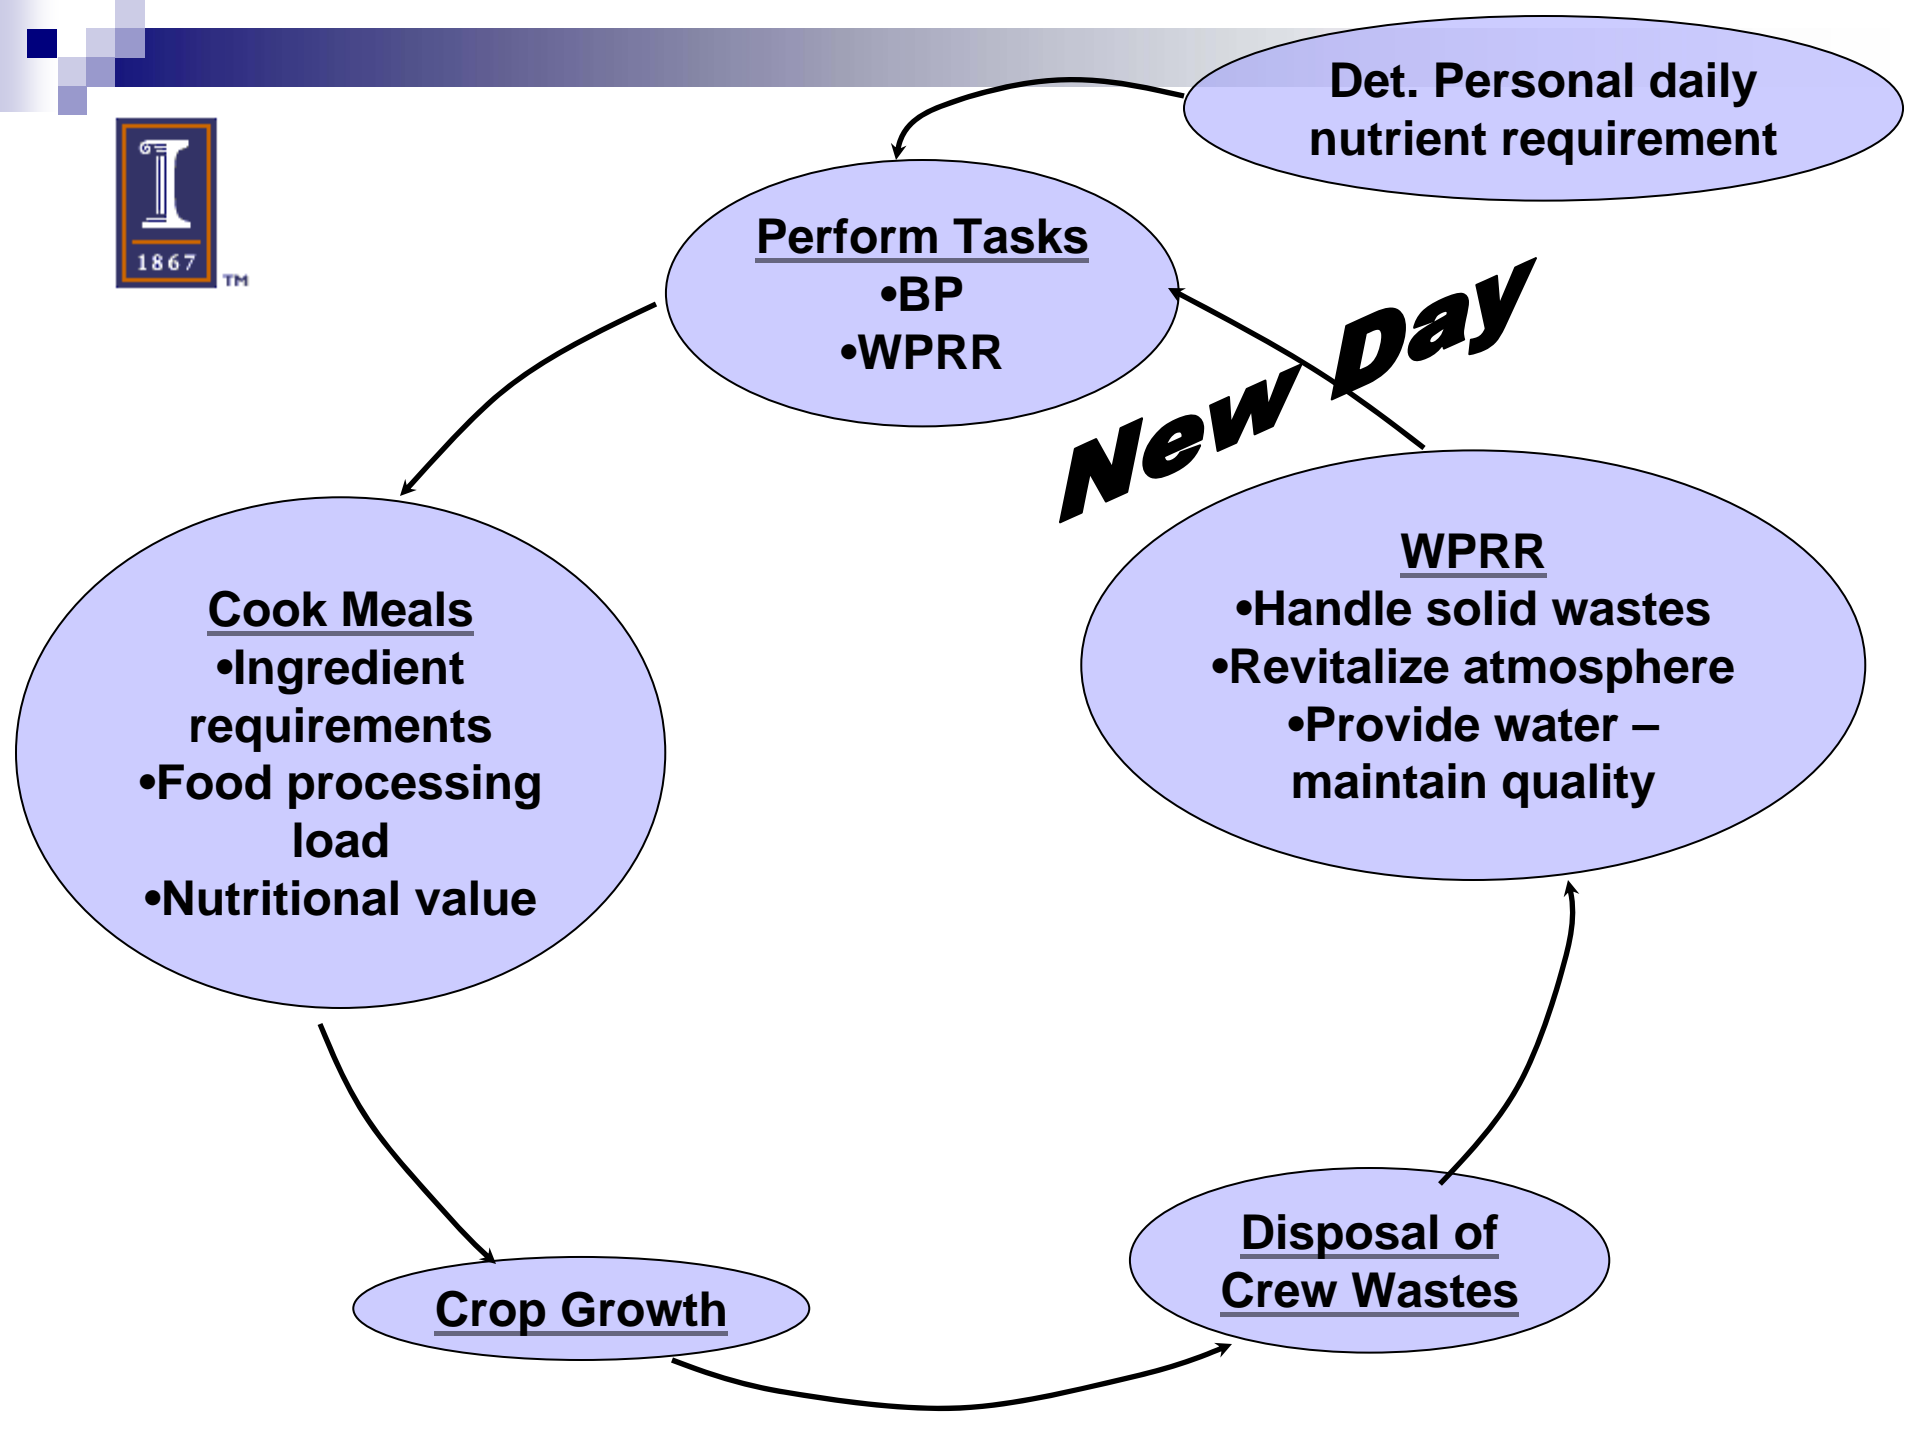 Det. Personal daily
nutrient requirement
1867
TM
Perform Tasks
•BP
•WPRR
New Day
Cook Meals
•Ingredient
requirements
•Food processing
load
•Nutritional value
WPRR
•Handle solid wastes
•Revitalize atmosphere
•Provide water –
maintain quality
Crop Growth
Disposal of
Crew Wastes